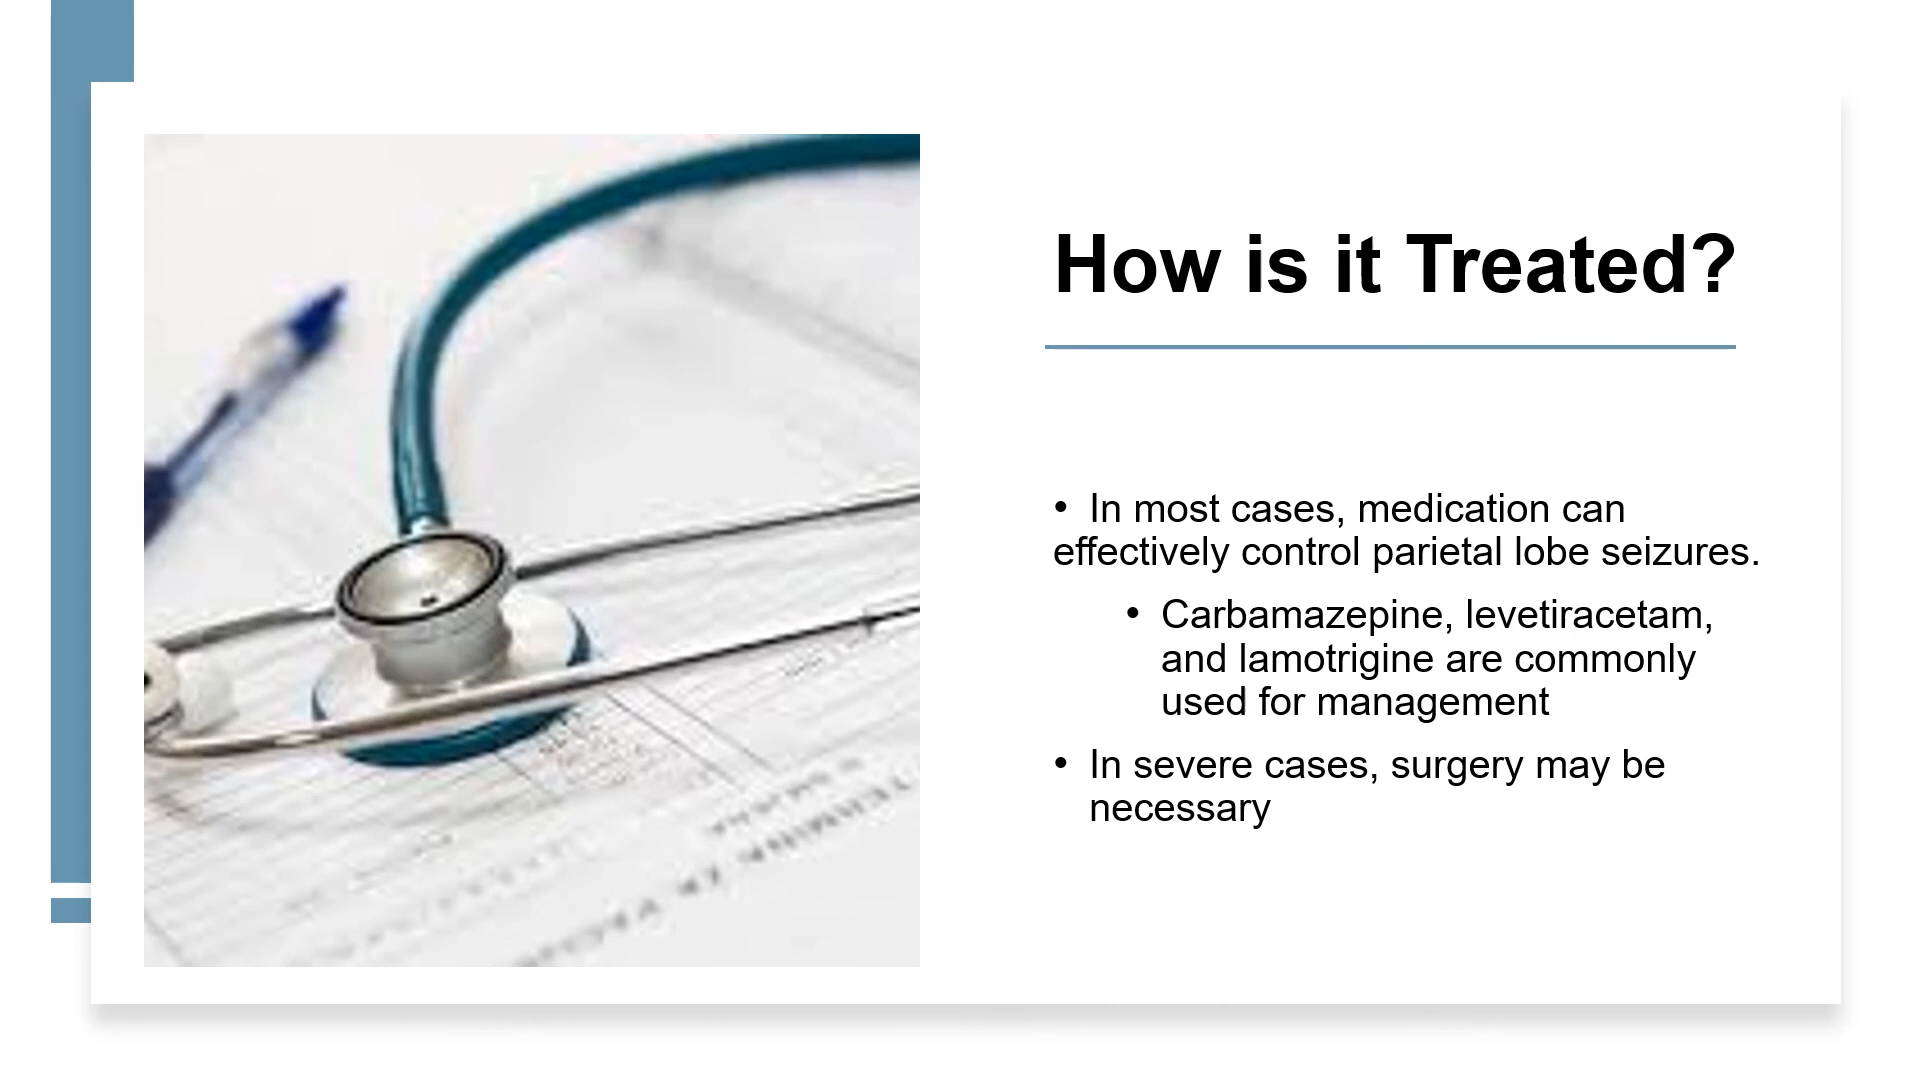 How is it Treated?
• In most cases, medication can
effectively control parietal lobe seizures.
• Carbamazepine, levetiracetam,
and lamotrigine are commonly
used for management
• In severe cases, surgery may be
necessary